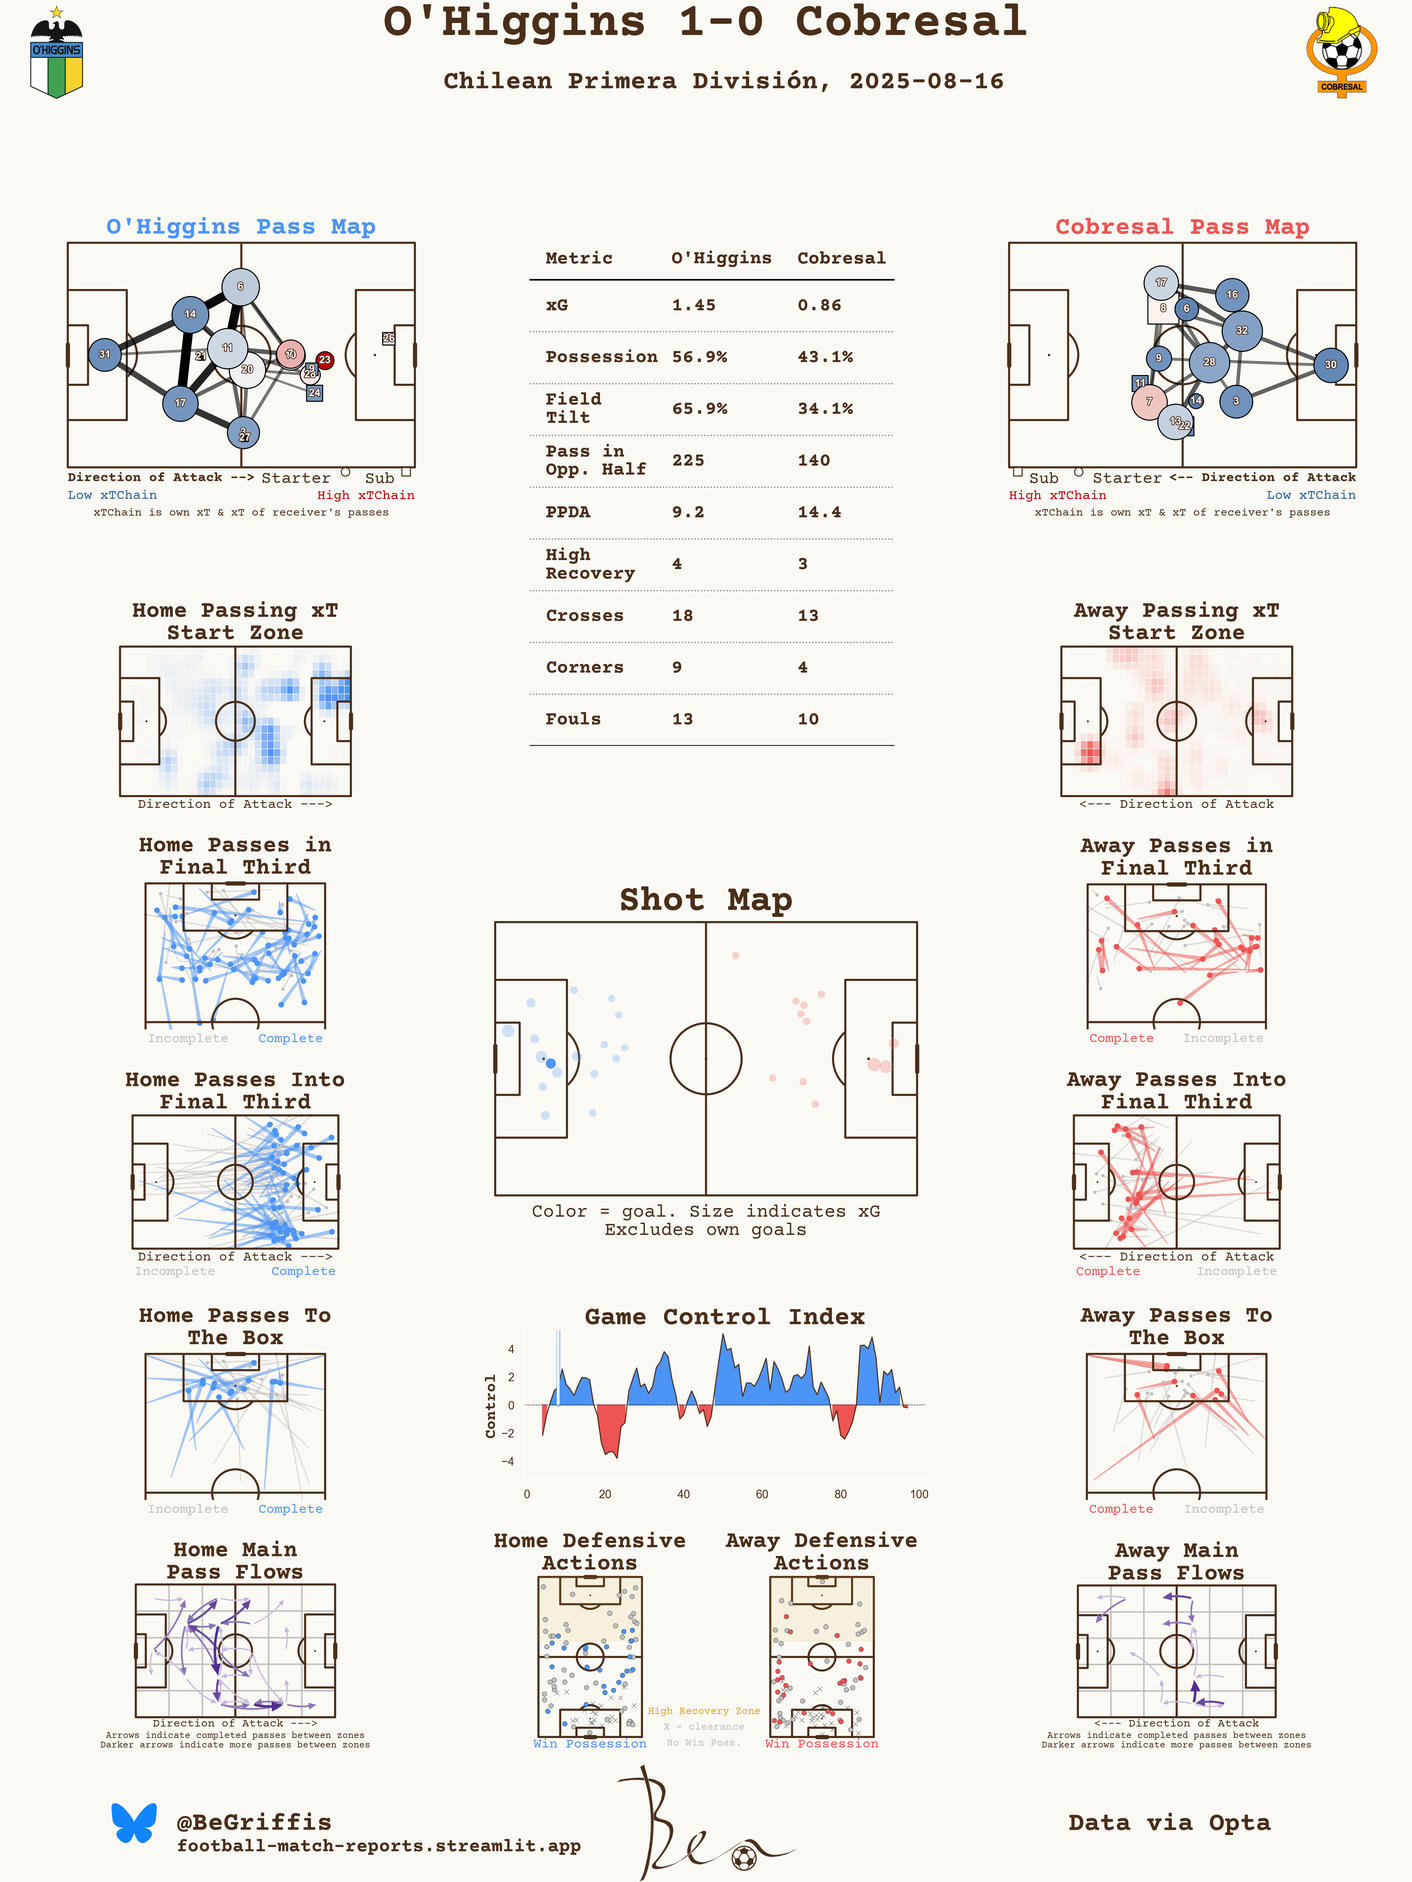 O'Higgins 1-0 Cobresal
Chilean Primera División, 2025-08-16
O'HIGGINS
COBRESAL
O'Higgins Pass Map
6
14
11
31
21
20
23
26
24
17
27
Direction of Attack --> Starter Sub
Low xTChain High xTChain
xTChain is own xT & xT of receiver's passes
Metric O'Higgins Cobresal
xG 1.45 0.86
Possession 56.9% 43.1%
Field Tilt 65.9% 34.1%
Pass in Opp. Half 225 140
PPDA 9.2 14.4
High Recovery 4 3
Crosses 18 13
Corners 9 4
Fouls 13 10
Cobresal Pass Map
17
16
8
6
32
9
28
30
11
7
14
3
13
22
Sub Starter <-- Direction of Attack
High xTChain Low xTChain
xTChain is own xT & xT of receiver's passes
Home Passing xT
Start Zone
Direction of Attack --->
Away Passing xT
Start Zone
<--- Direction of Attack
Home Passes in
Final Third
Incomplete Complete
Away Passes in
Final Third
Complete Incomplete
Shot Map
Color = goal. Size indicates xG
Excludes own goals
Home Passes Into
Final Third
Direction of Attack --->
Incomplete Complete
Away Passes Into
Final Third
<--- Direction of Attack
Complete Incomplete
Home Passes To
The Box
Incomplete Complete
Game Control Index
Control
4
2
0
−2
−4
0 20 40 60 80 100
Away Passes To
The Box
Complete Incomplete
Home Main
Pass Flows
Direction of Attack --->
Arrows indicate completed passes between zones
Darker arrows indicate more passes between zones
Home Defensive
Actions
Win Possession
Away Defensive
Actions
Win Possession
High Recovery Zone
X = clearance
No Win Poss.
Away Main
Pass Flows
<--- Direction of Attack
Arrows indicate completed passes between zones
Darker arrows indicate more passes between zones
@BeGriffis
football-match-reports.streamlit.app
Ben
Data via Opta